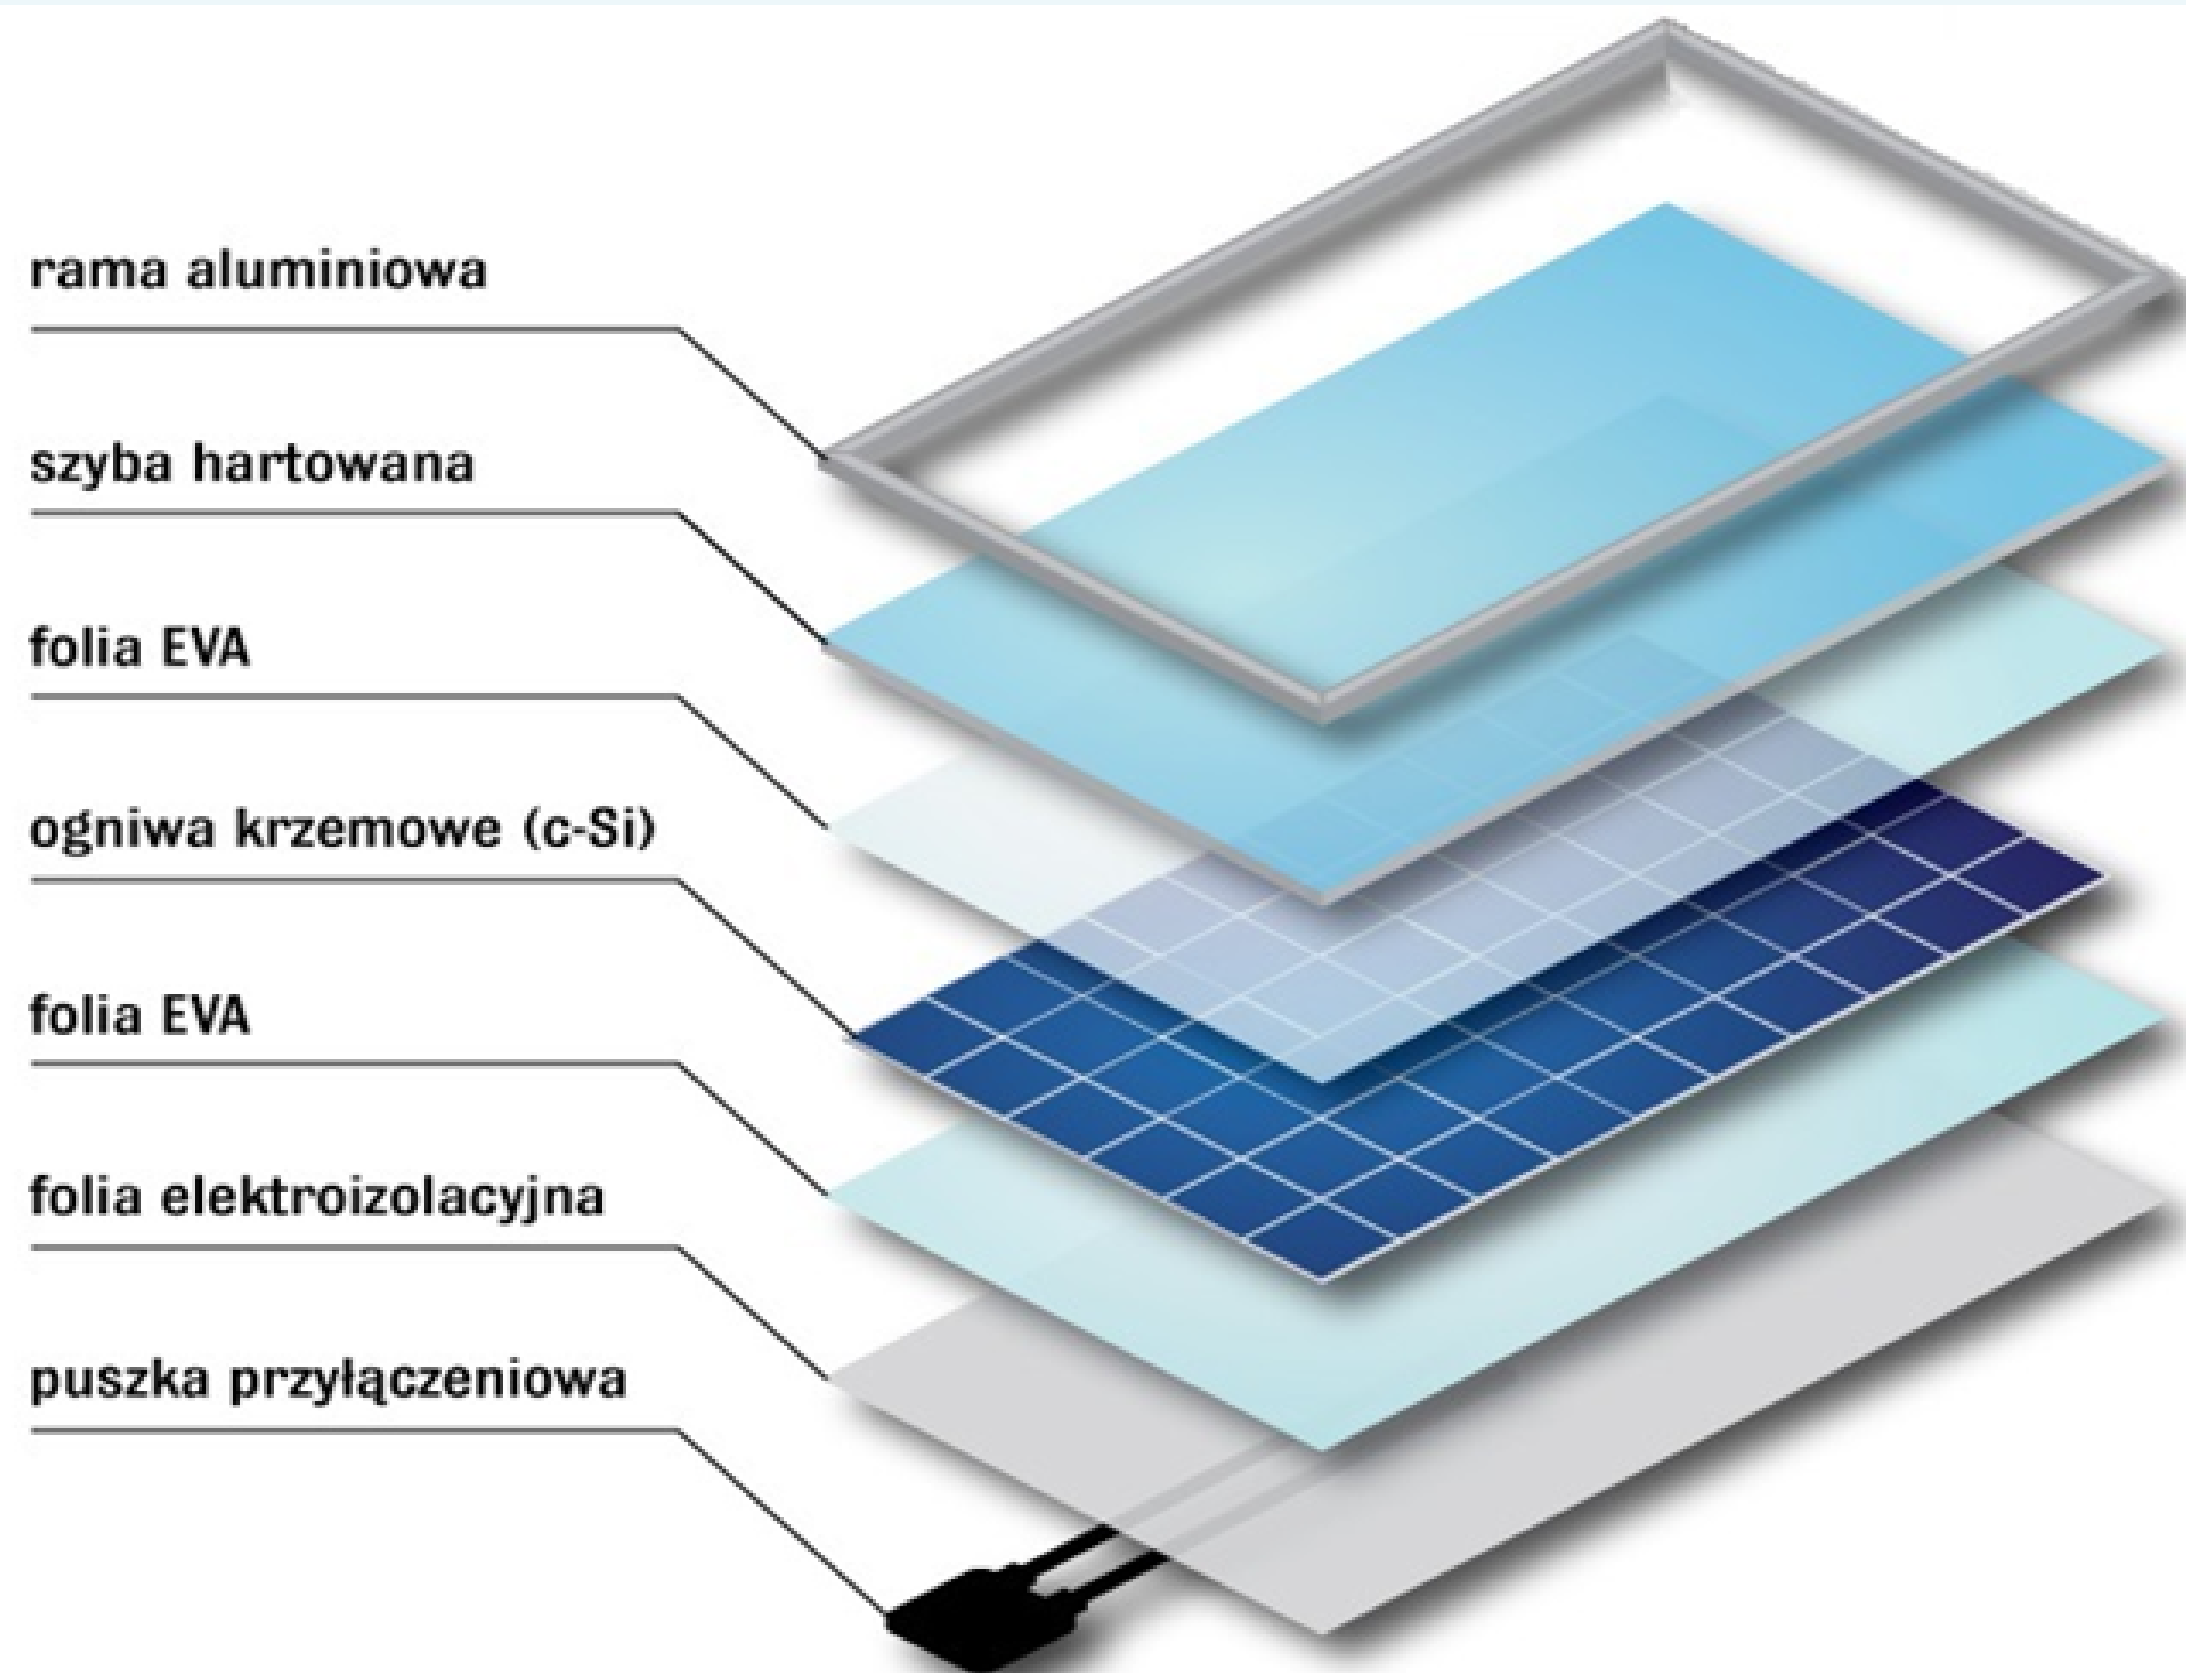 rama aluminiowa
szyba hartowana
folia EVA
ogniwa krzemowe (c-Si)
folia EVA
folia elektroizolacyjna
puszka przyłączeniowa